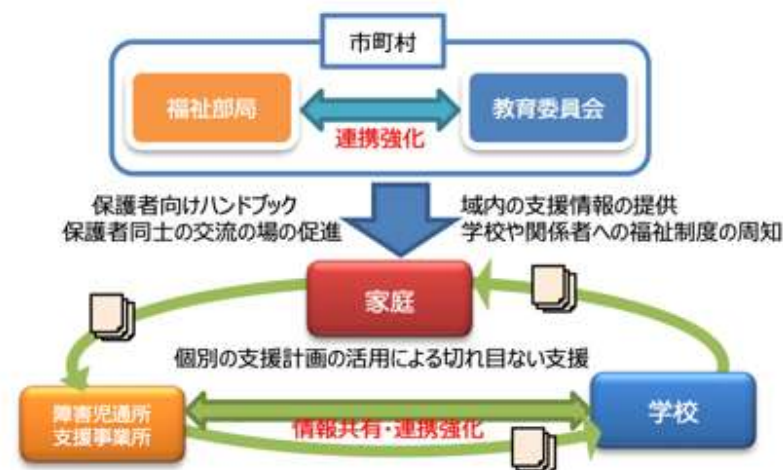 市町村
福祉部局
教育委員会
連携強化
保護者向けハンドブック
保護者同士の交流の場の促進
域内の支援情報の提供
学校や関係者への福祉制度の周知
家庭
個別の支援計画の活用による切れ目ない支援
障害児通所
支援事業所
学校
情報共有・連携強化